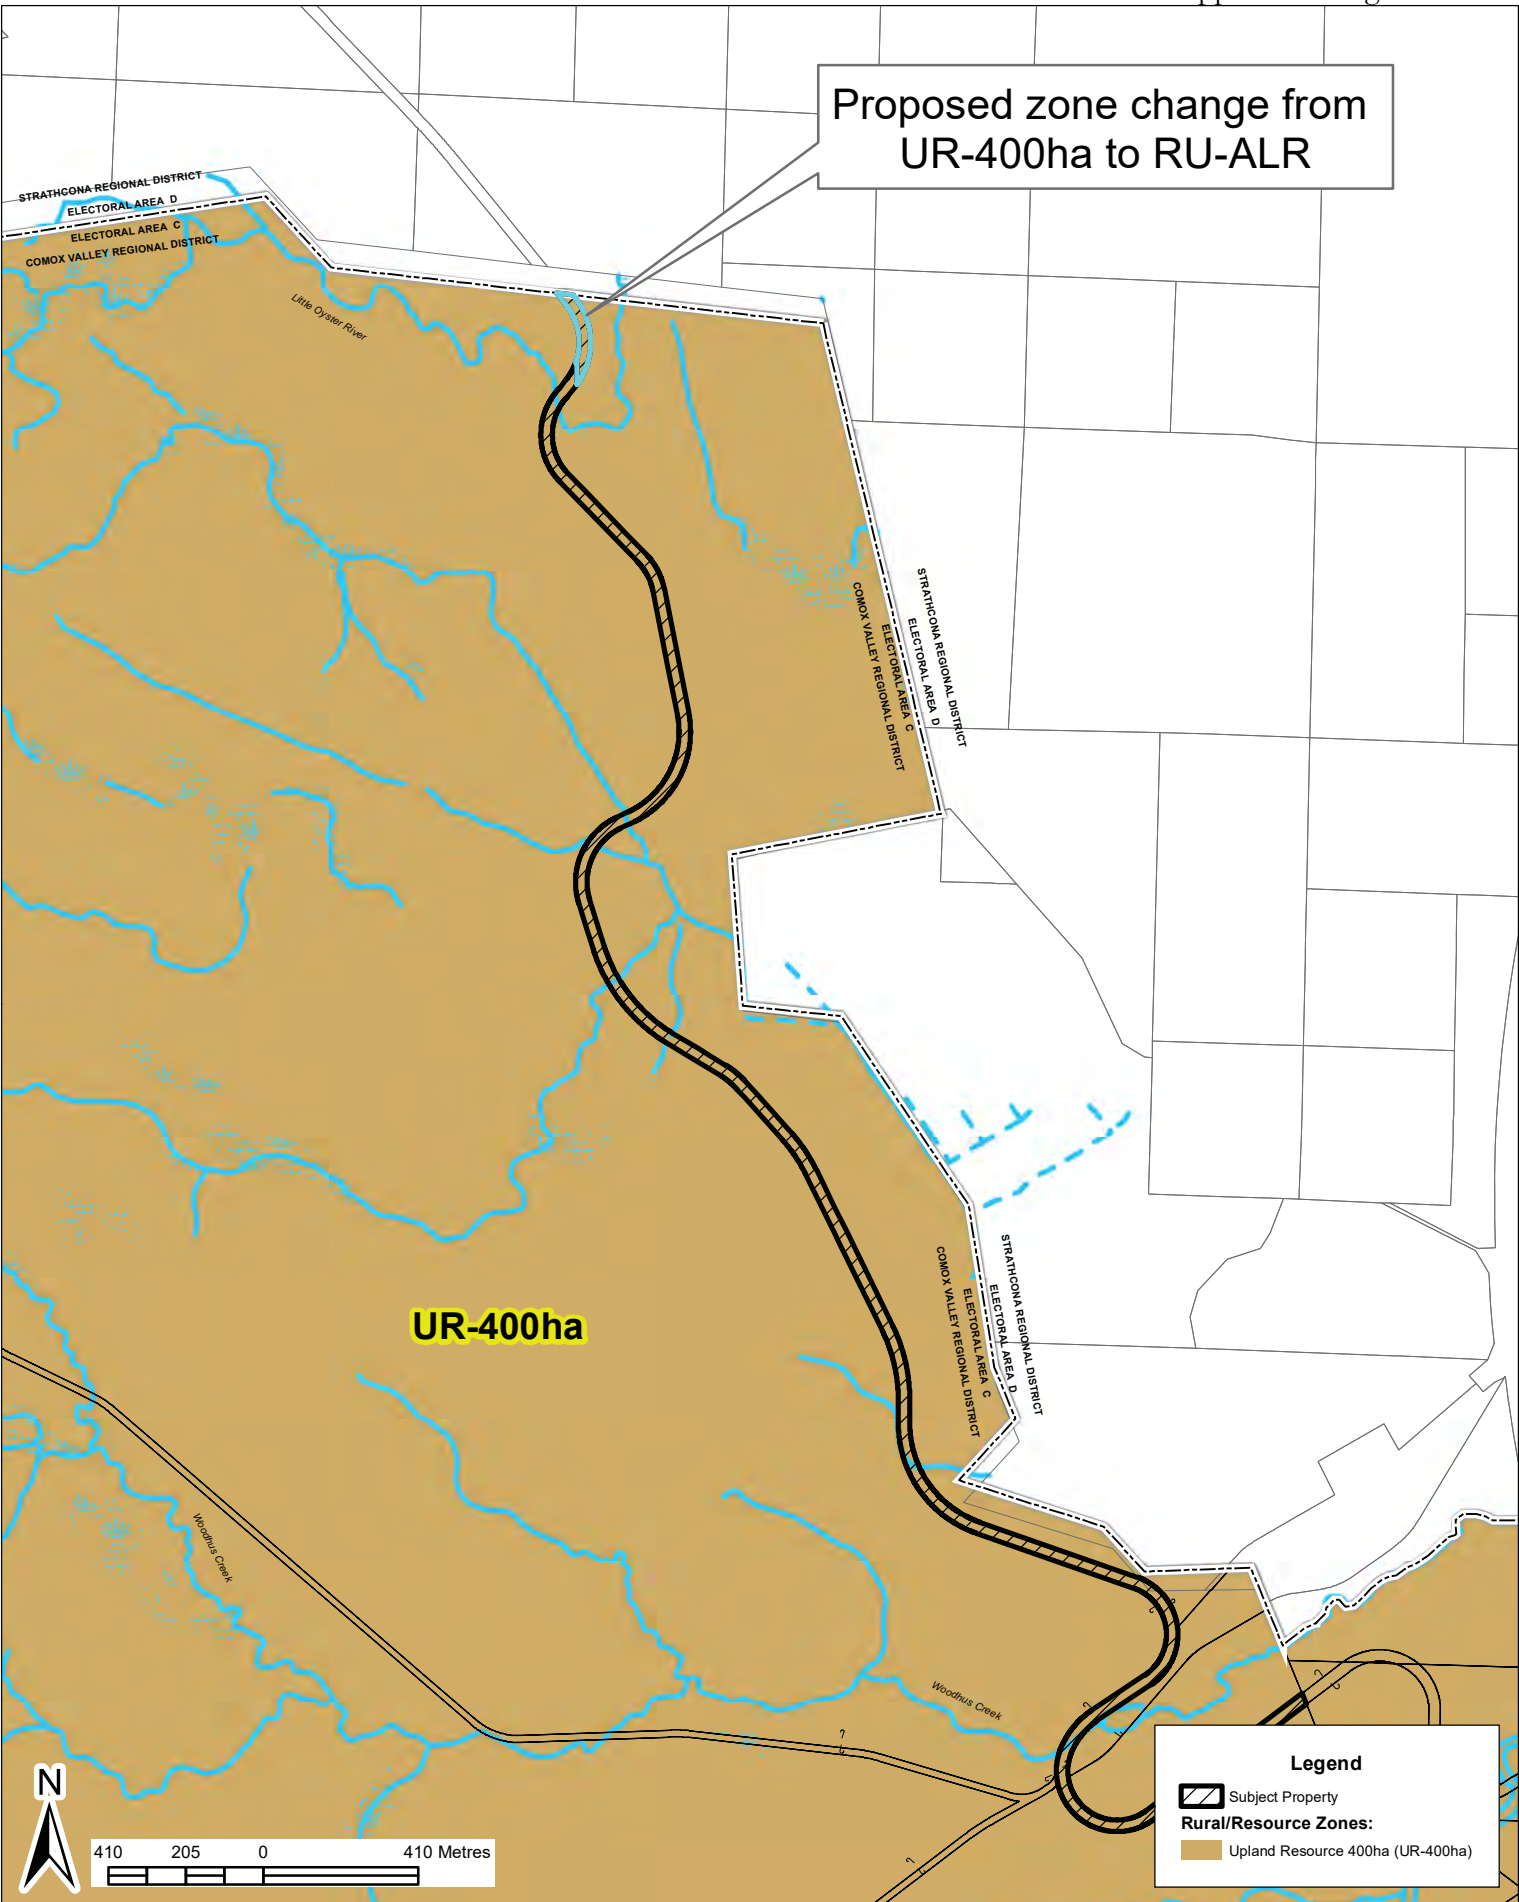 Proposed zone change from
UR-400ha to RU-ALR
STRATHCONA REGIONAL DISTRICT
ELECTORAL AREA D
ELECTORAL AREA C
COMOX VALLEY REGIONAL DISTRICT
Little Oyster River
STRATHCONA REGIONAL DISTRICT
ELECTORAL AREA D
ELECTORAL AREA C
COMOX VALLEY REGIONAL DISTRICT
STRATHCONA REGIONAL DISTRICT
ELECTORAL AREA D
ELECTORAL AREA C
COMOX VALLEY REGIONAL DISTRICT
UR-400ha
Woodhus Creek
Woodhus Creek
Legend
Subject Property
Rural/Resource Zones:
Upland Resource 400ha (UR-400ha)
N
410 205 0 410 Metres